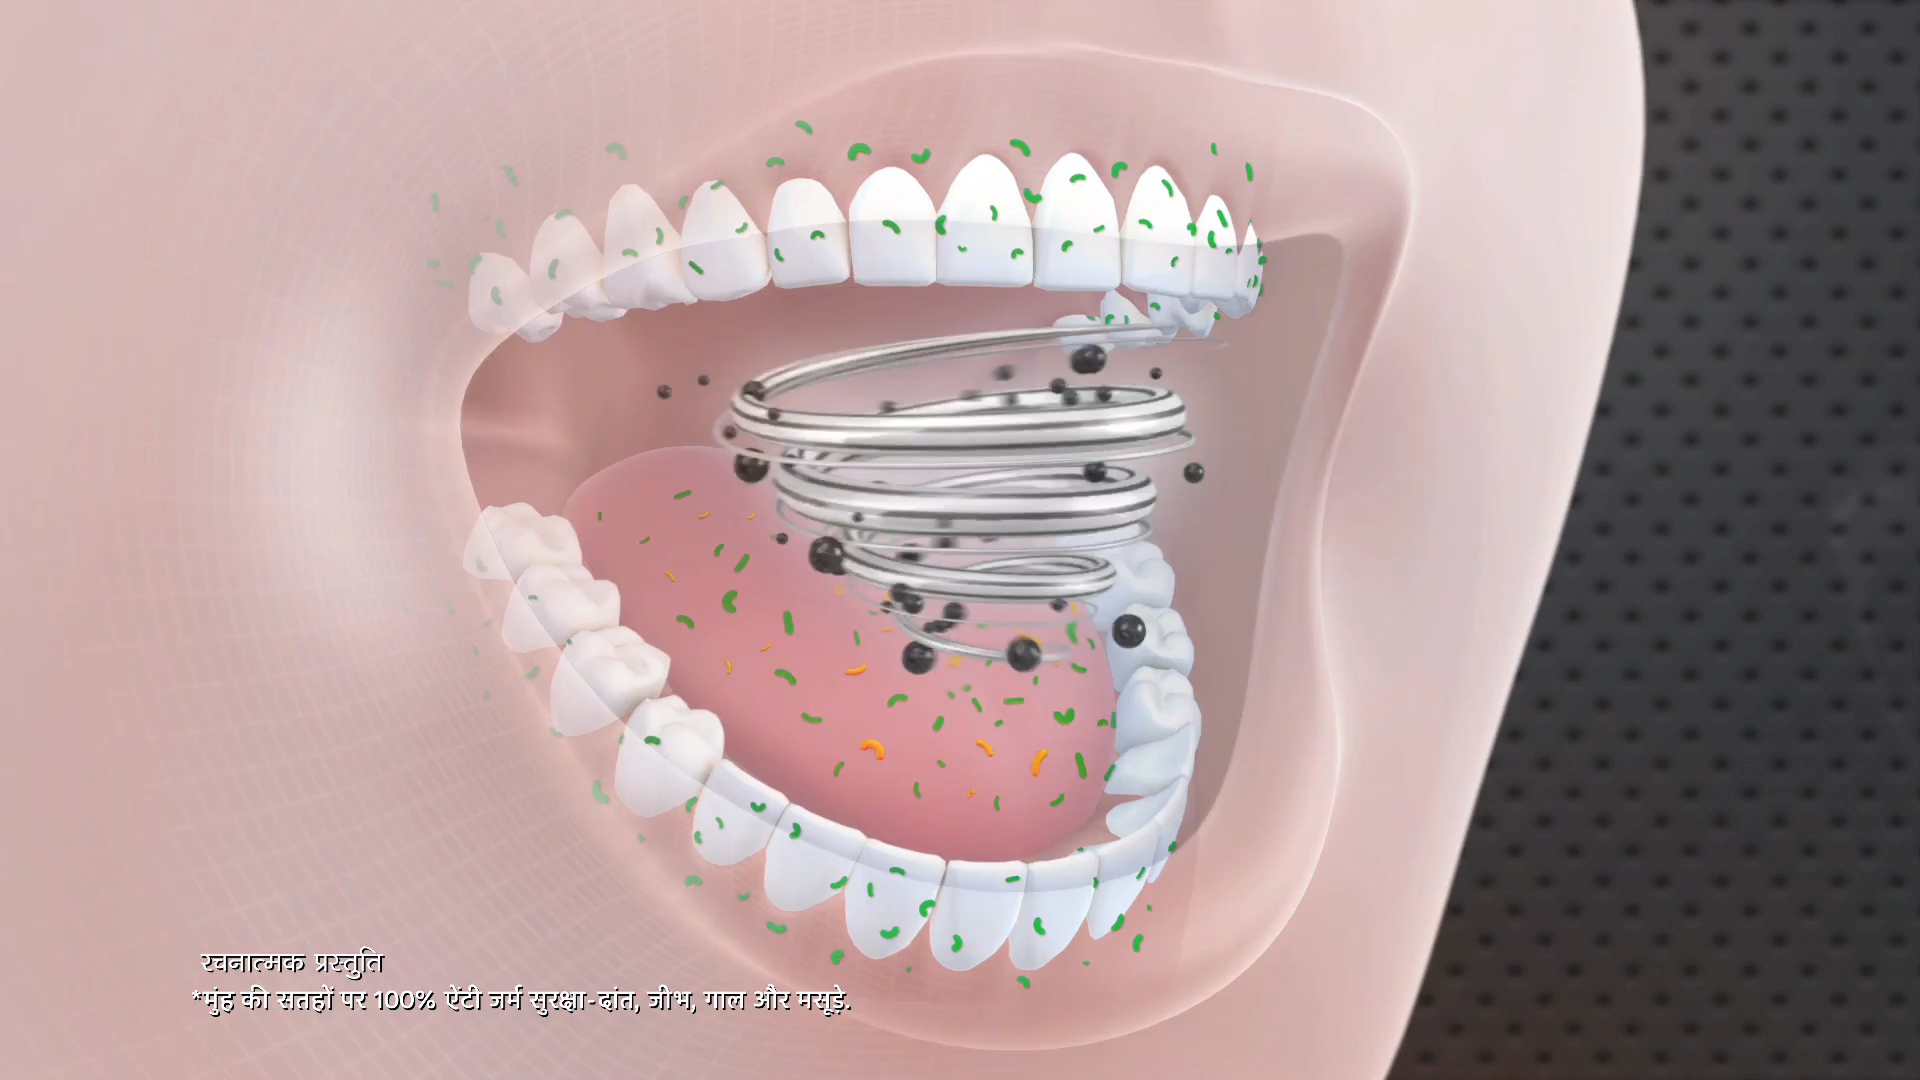 रचनात्मक प्रस्तुति
*मुंह की सतहों पर 100% ऐंटी जर्म सुरक्षा-दांत, जीभ, गाल और मसूड़े.